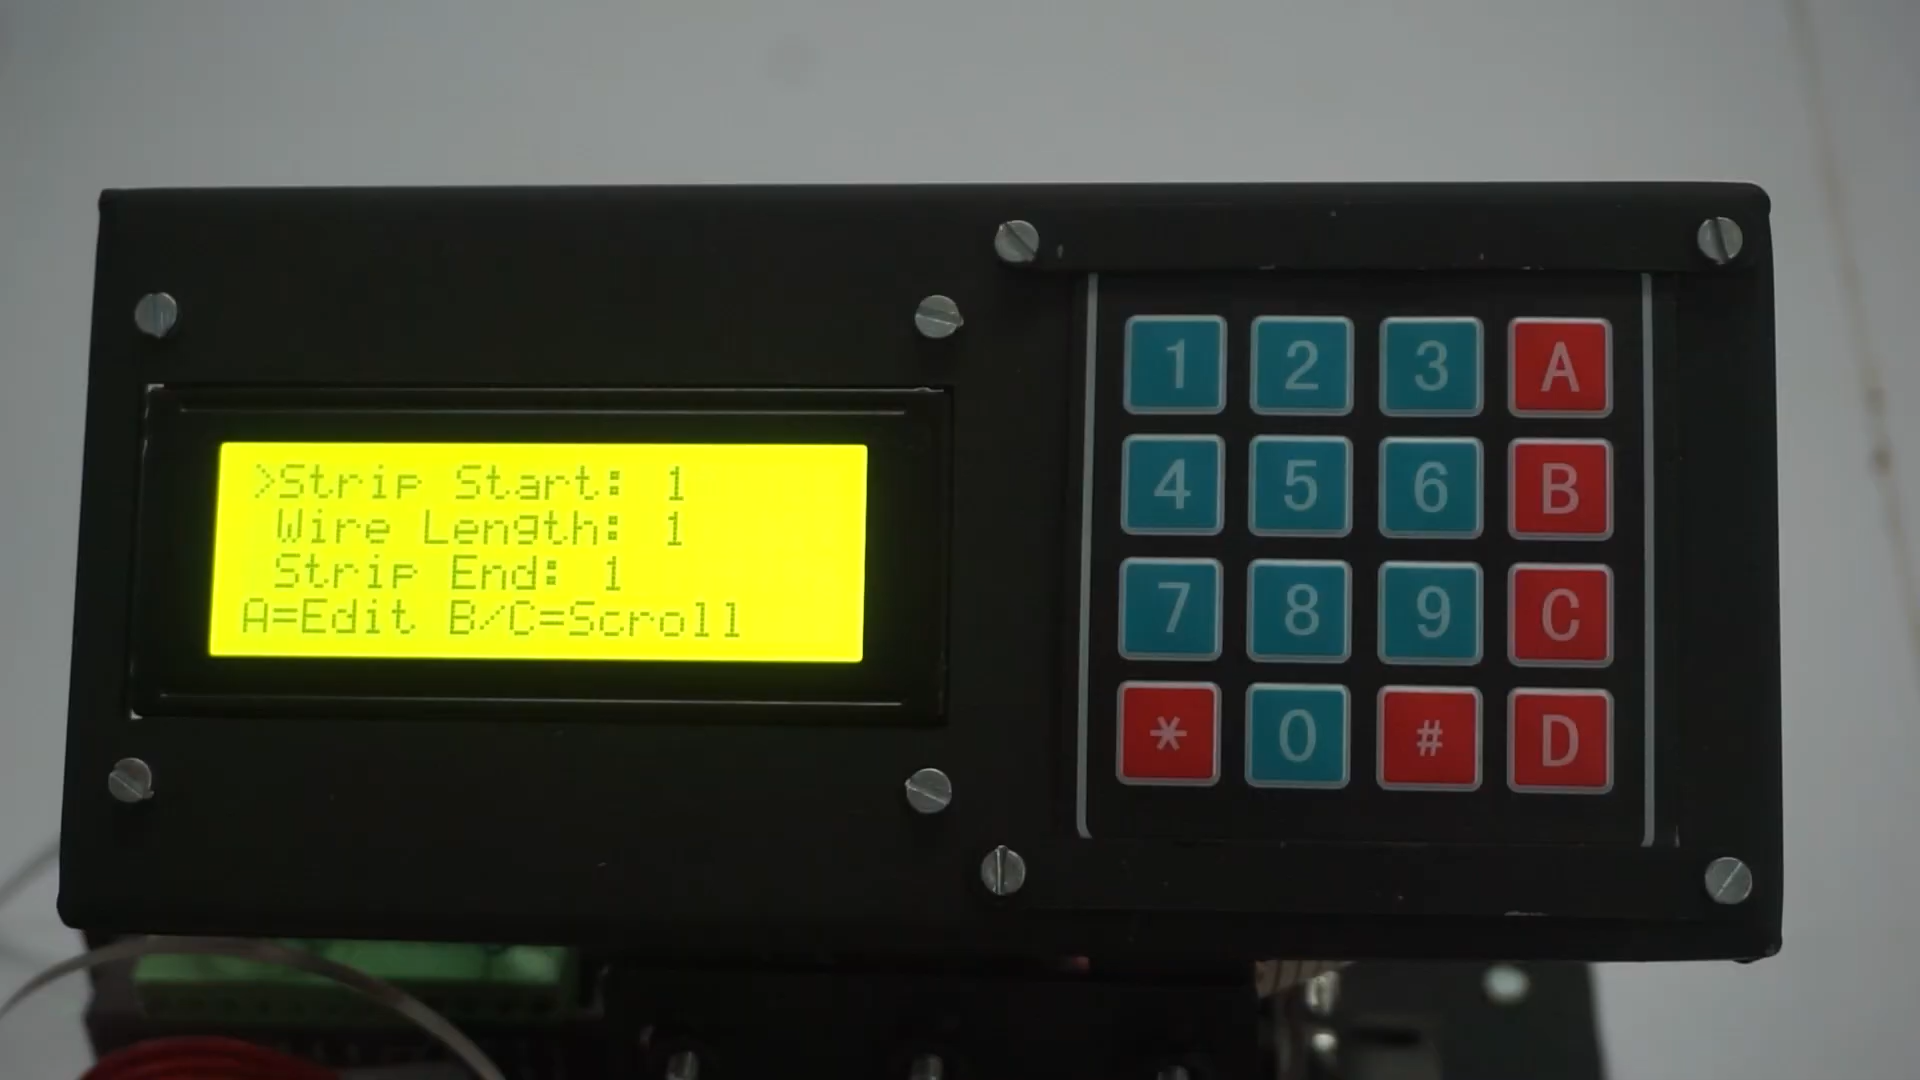 >Strip Start: 1
Wire Length: 1
Strip End: 1
A=Edit B/C=Scroll
1 2 3 A
4 5 6 B
7 8 9 C
* 0 # D